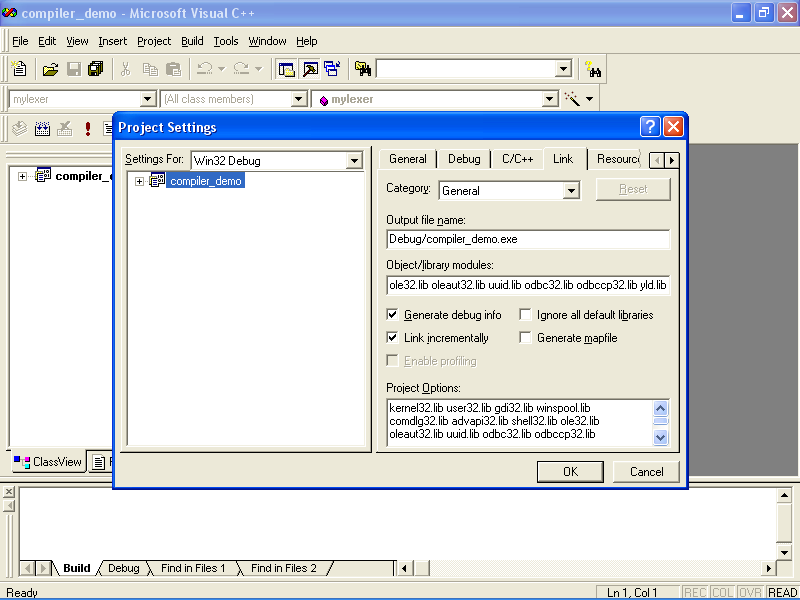 compiler_demo - Microsoft Visual C++
File Edit View Insert Project Build Tools Window Help
mylexer (All class members) mylexer
Project Settings
Settings For: Win32 Debug
compiler_demo
General Debug C/C++ Link
Category: General Reset
Output file name:
Debug/compiler_demo.exe
Object/library modules:
ole32.lib oleaut32.lib uuid.lib odbc32.lib odbccp32.lib yld.lib
Generate debug info Ignore all default libraries
Link incrementally Generate mapfile
Enable profiling
Project Options:
kernel32.lib user32.lib gdi32.lib winspool.lib
comdlg32.lib advapi32.lib shell32.lib ole32.lib
oleaut32.lib uuid.lib odbc32.lib odbccp32.lib
OK Cancel
ClassView
Build Debug Find in Files 1 Find in Files 2
Ready Ln 1, Col 1 REC COL OVR READ